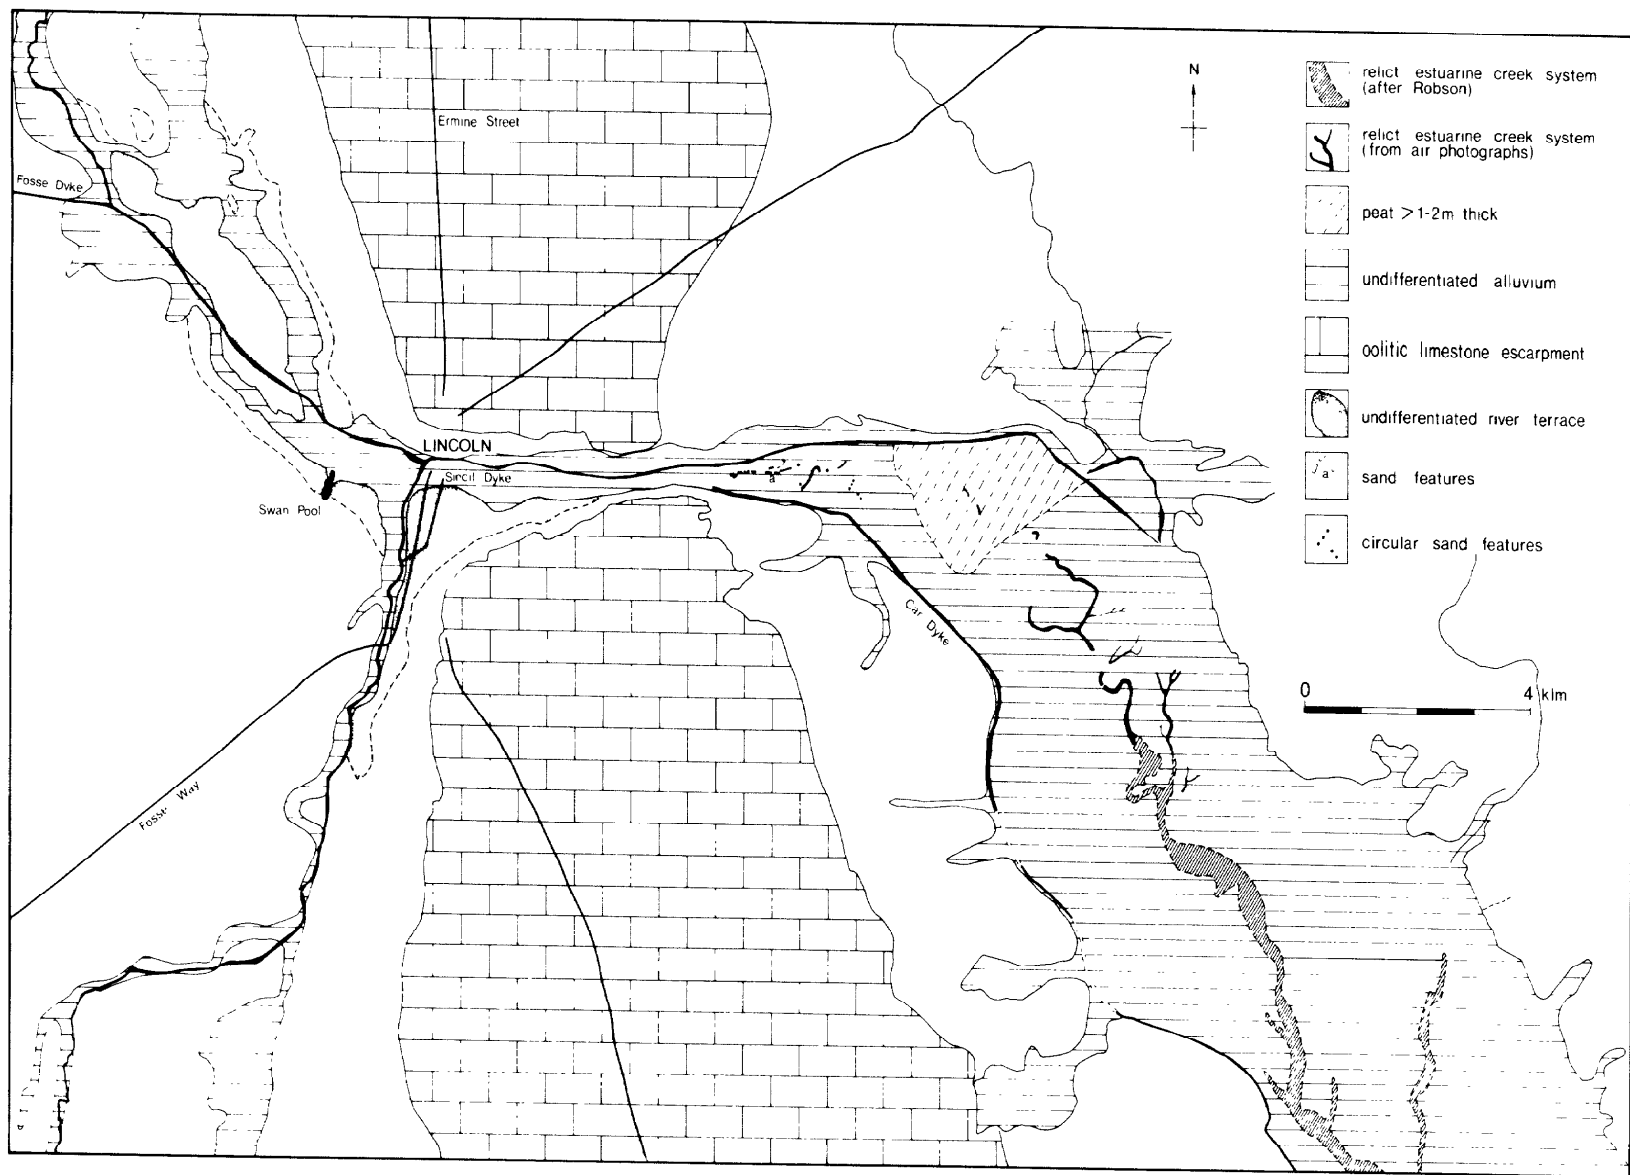 N
relict estuarine creek system
(after Robson)
relict estuarine creek system
(from air photographs)
peat >1-2m thick
undifferentiated alluvium
oolitic limestone escarpment
undifferentiated river terrace
a
sand features
circular sand features
Ermine Street
Fosse Dyke
LINCOLN
Sincil Dyke
a
Swan Pool
Car Dyke
0 4 klm
Fosse Way